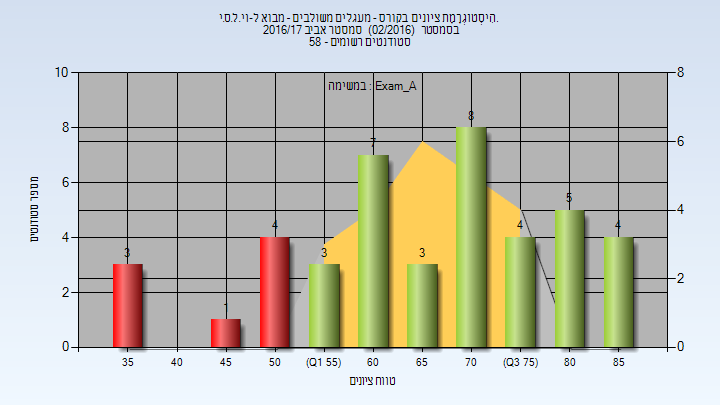 היסטוגרמת ציונים בקורס - מעגלים משולבים - מבוא ל-וי.ל.ס.י.
בסמסטר (02/2016) סמסטר אביב 2016/17
סטודנטים רשומים - 58
במשימה : Exam_A
מספר סטודנטים
10 8 6 4 2 0
8 6 4 2 0
3 1 4 3 7 3 8 4 5 4
35 40 45 50 (Q1 55) 60 65 70 (Q3 75) 80 85
טווח ציונים